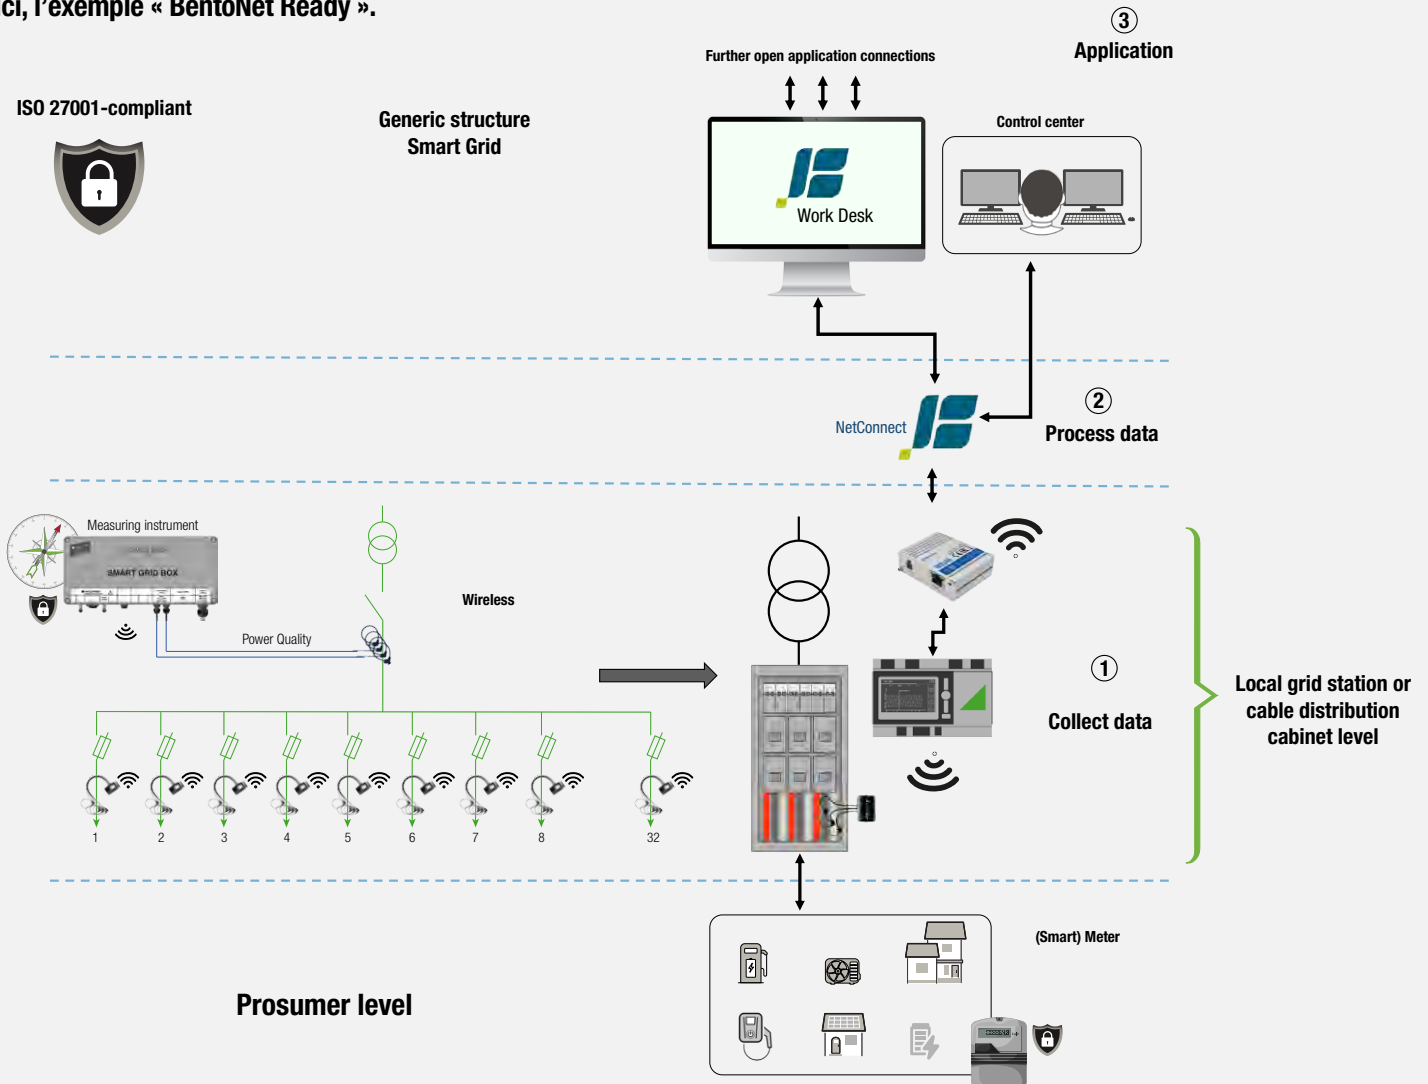 ici, l'exemple « BentoNet Ready ».
③
Application
Further open application connections
ISO 27001-compliant
Generic structure
Smart Grid
Control center
Work Desk
②
NetConnect
Process data
Measuring instrument
SMART GRID BOX
Wireless
Power Quality
①
Collect data
Local grid station or
cable distribution
cabinet level
1 2 3 4 5 6 7 8 32
(Smart) Meter
Prosumer level